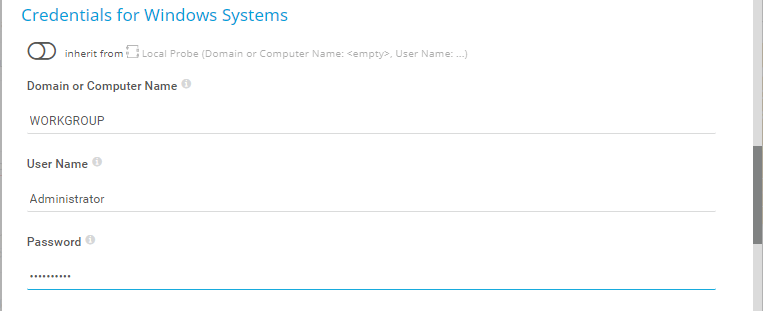 Credentials for Windows Systems
inherit from Local Probe (Domain or Computer Name: <empty>, User Name: ...)
Domain or Computer Name
WORKGROUP
User Name
Administrator
Password
••••••••••